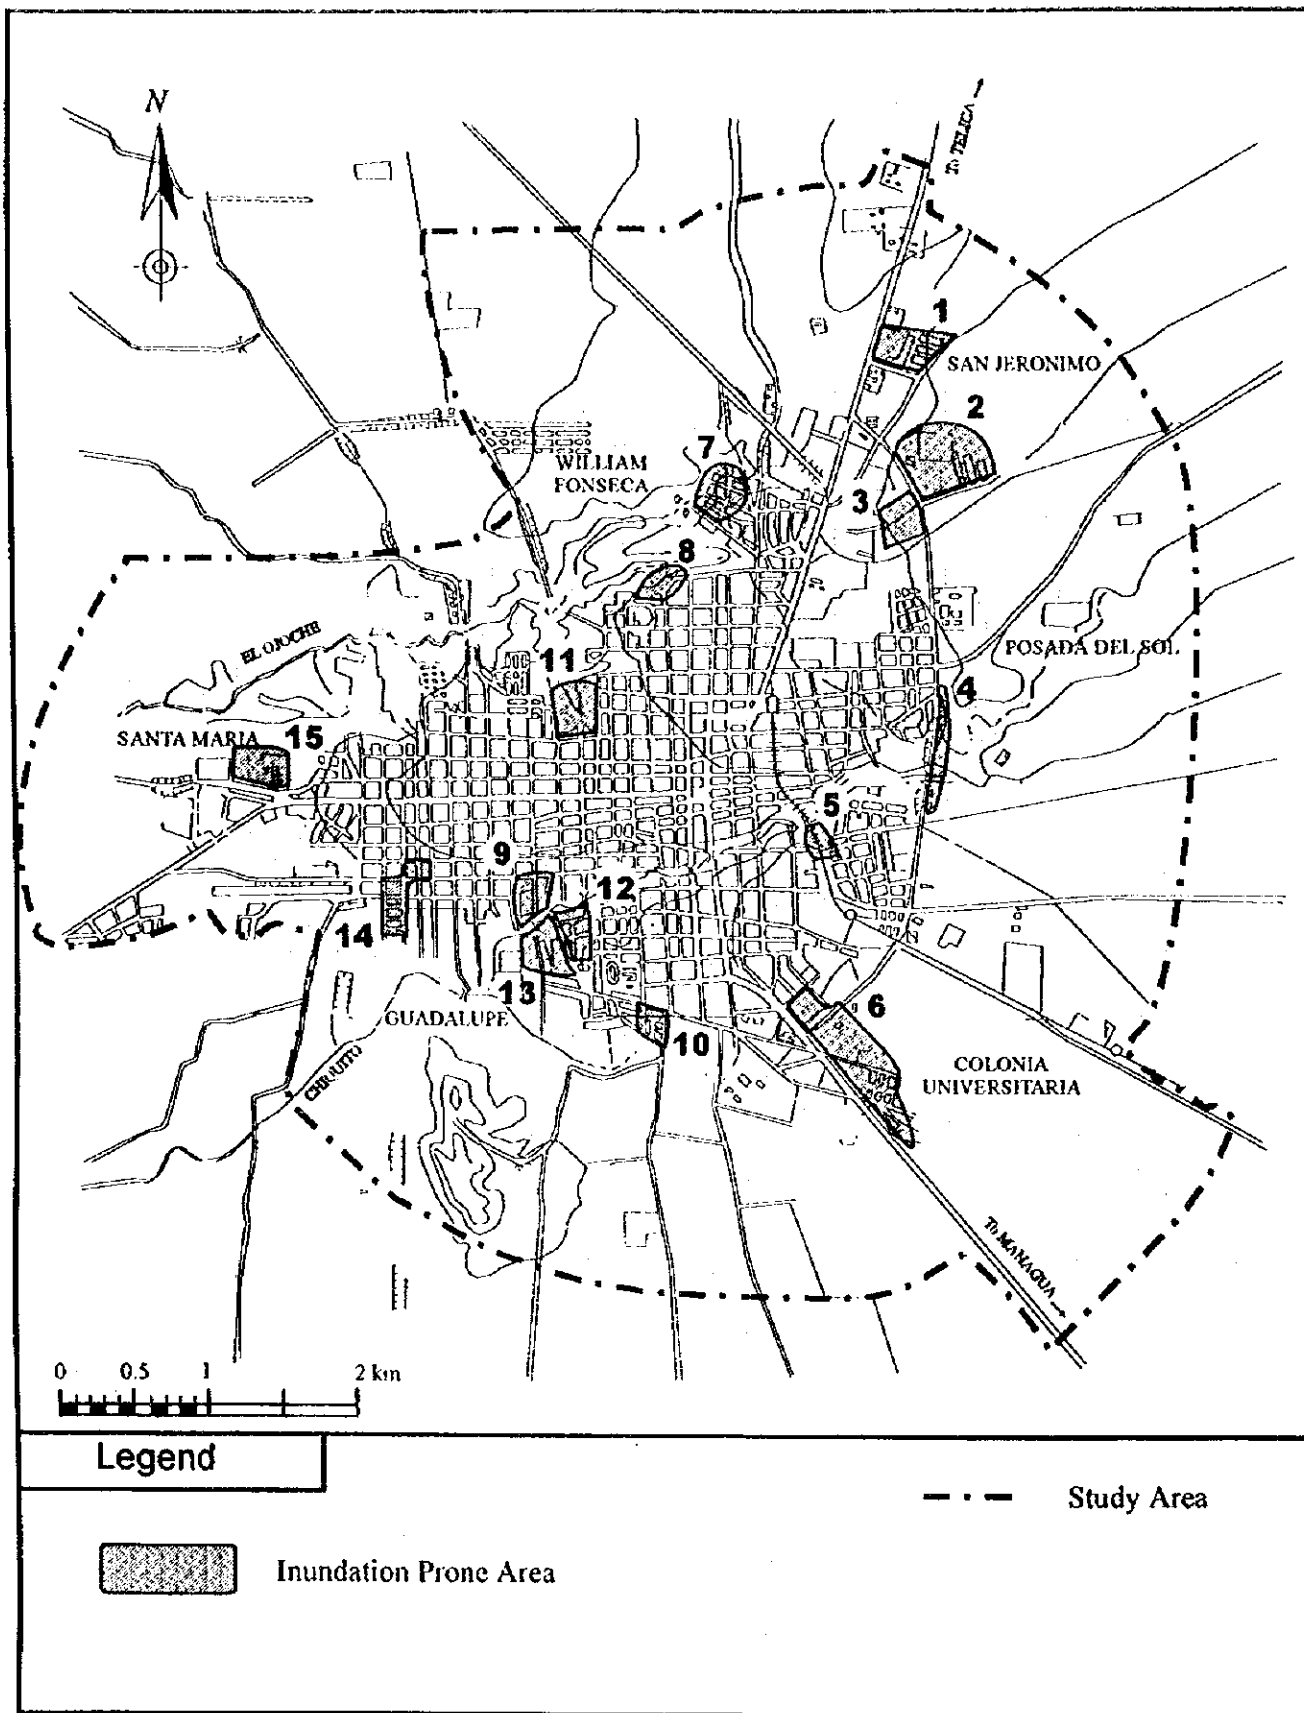 N
To TELICA
1
SAN JERONIMO
2
7
WILLIAM
FONSECA
3
8
EL OJOCHE
11
POSADA DEL SOL
4
SANTA MARIA
15
5
9
12
14
13
6
GUADALUPE
10
CHIQUITO
COLONIA
UNIVERSITARIA
To MANAGUA
0 0.5 1 2 km
Legend
Study Area
Inundation Prone Area